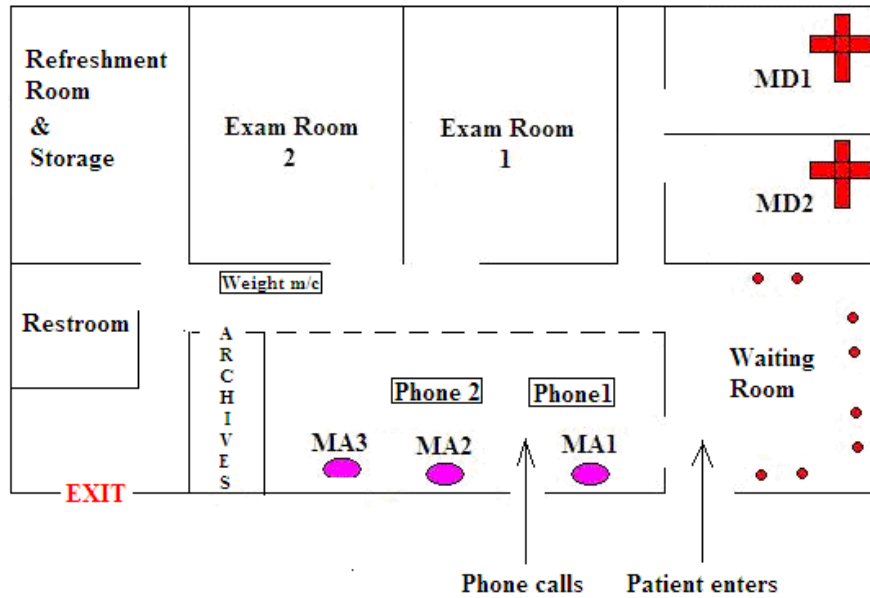 Refreshment
Room
&
Storage
Exam Room
2
Exam Room
1
MD1
MD2
Weight m/c
Restroom
ARCHIVES
Waiting
Room
Phone 2
Phone1
MA3
MA2
MA1
EXIT
Phone calls
Patient enters